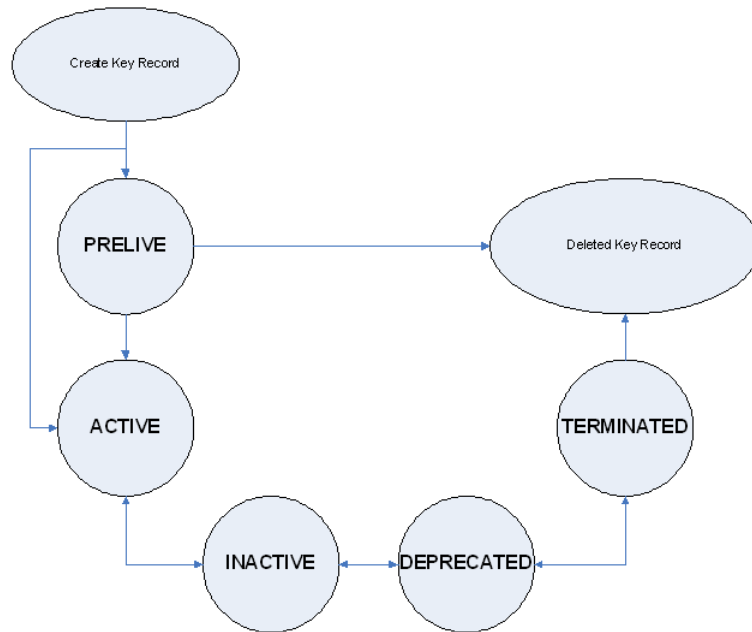 Create Key Record
PRELIVE
Deleted Key Record
ACTIVE
TERMINATED
INACTIVE
DEPRECATED